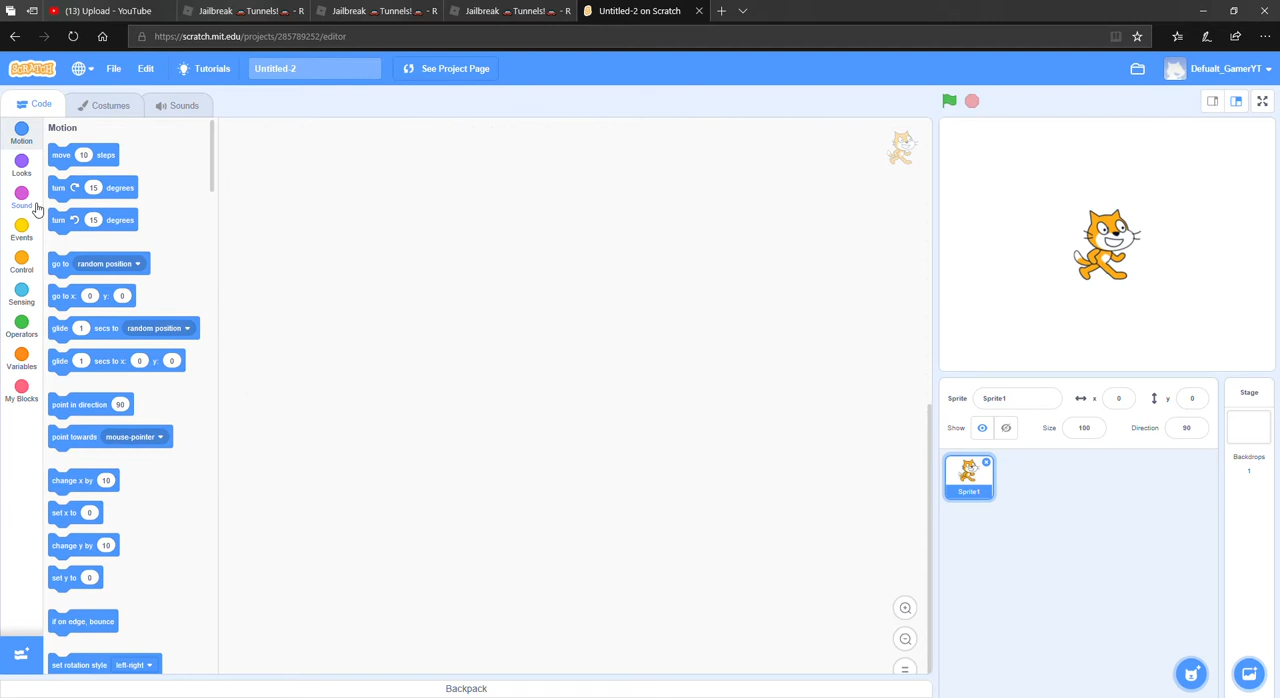 (13) Upload - YouTube
Jailbreak 🚗Tunnels!🚗 - R
Jailbreak 🚗Tunnels!🚗 - R
Jailbreak 🚗Tunnels!🚗 - R
Untitled-2 on Scratch
https://scratch.mit.edu/projects/285789252/editor
SCRATCH
File
Edit
Tutorials
Untitled-2
See Project Page
Defualt_GamerYT
Code
Costumes
Sounds
Motion
Looks
Sound
Events
Control
Sensing
Operators
Variables
My Blocks
Motion
move 10 steps
turn 15 degrees
turn 15 degrees
go to random position
go to x: 0 y: 0
glide 1 secs to random position
glide 1 secs to x: 0 y: 0
point in direction 90
point towards mouse-pointer
change x by 10
set x to 0
change y by 10
set y to 0
if on edge, bounce
set rotation style left-right
Backpack
Sprite Sprite1 x 0 y 0
Show Size 100 Direction 90
Sprite1
Stage
Backdrops
1